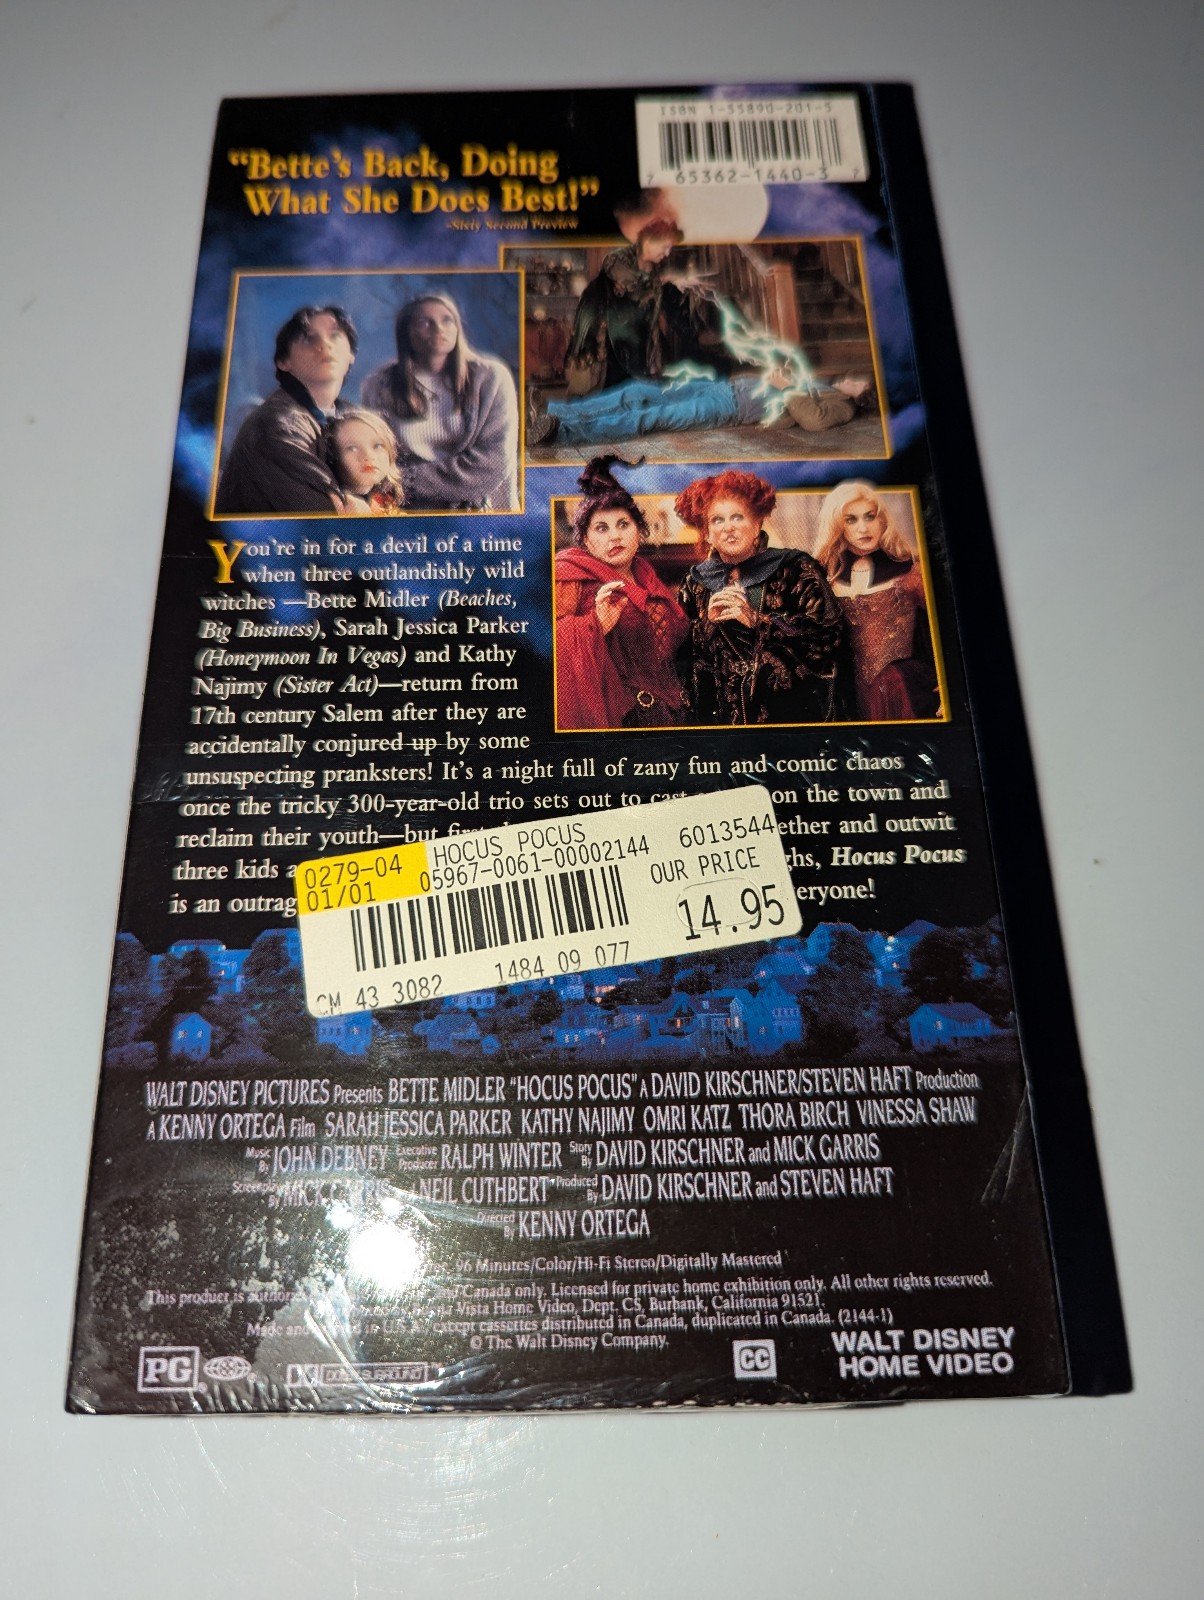 ISBN 1-55890-201-5
7 65362-1440-3 7
“Bette's Back, Doing
What She Does Best!”
-Sixty Second Preview
You're in for a devil of a time
when three outlandishly wild
witches —Bette Midler (Beaches,
Big Business), Sarah Jessica Parker
(Honeymoon In Vegas) and Kathy
Najimy (Sister Act)—return from
17th century Salem after they are
accidentally conjured up by some
unsuspecting pranksters! It's a night full of zany fun and comic chaos
once the tricky 300-year-old trio sets out to on the town and
reclaim their youth—but ether and outwit
three kids ghs, Hocus Pocus
is an outrag eryone!
HOCUS POCUS 6013544
0279-04 05967-0061-00002144 OUR PRICE
01/01 14.95
CM 43 3082 1484 09 077
WALT DISNEY PICTURES Presents BETTE MIDLER "HOCUS POCUS" A DAVID KIRSCHNER/STEVEN HAFT Production
A KENNY ORTEGA Film SARAH JESSICA PARKER KATHY NAJIMY OMRI KATZ THORA BIRCH VINESSA SHAW
Music By JOHN DEBNEY Executive Producer RALPH WINTER Story By DAVID KIRSCHNER and MICK GARRIS
Screenplay By MICK GARRIS NEIL CUTHBERT Produced By DAVID KIRSCHNER and STEVEN HAFT
Directed By KENNY ORTEGA
96 Minutes/Color/Hi-Fi Stereo/Digitally Mastered
This product is Canada only. Licensed for private home exhibition only. All other rights reserved.
Vista Home Video, Dept. CS, Burbank, California 91521.
Made and in U.S. except cassettes distributed in Canada, duplicated in Canada. (2144-1)
© The Walt Disney Company.
PG
DOLBY SURROUND
CC
WALT DISNEY
HOME VIDEO